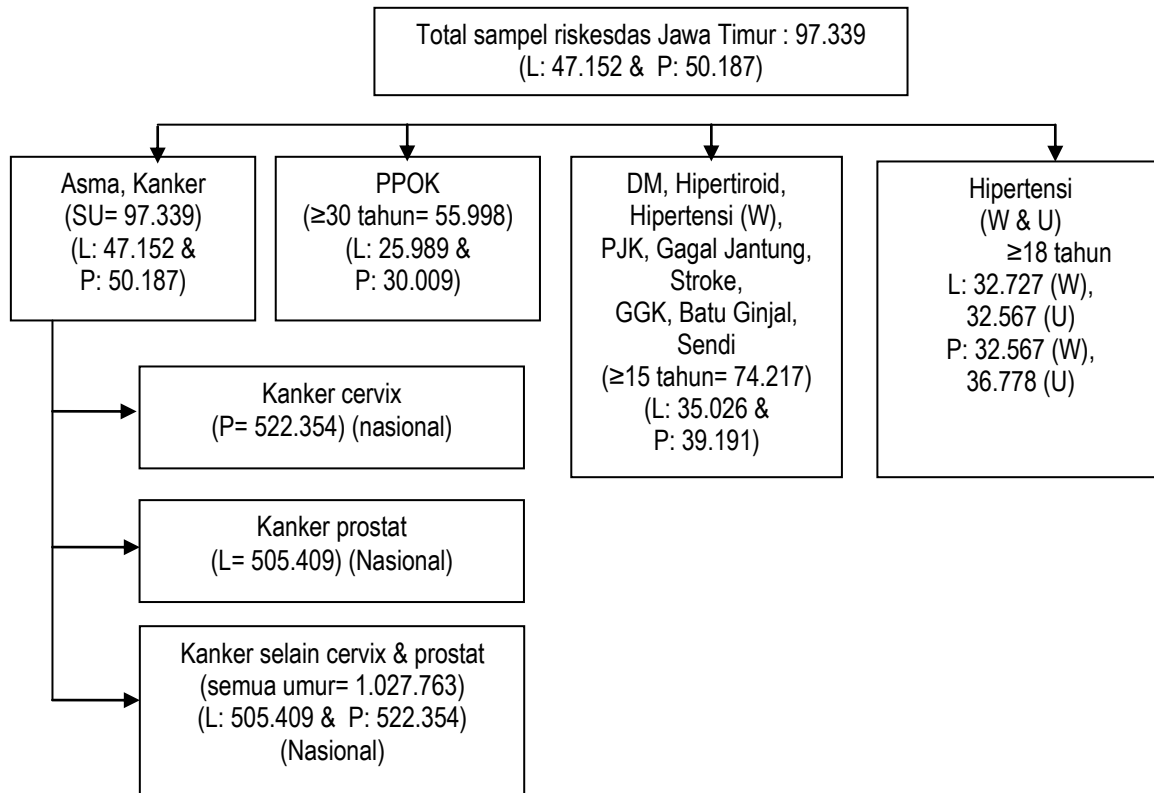 Total sampel riskesdas Jawa Timur : 97.339
(L: 47.152 & P: 50.187)
Asma, Kanker
(SU= 97.339)
(L: 47.152 &
P: 50.187)
PPOK
(≥30 tahun= 55.998)
(L: 25.989 &
P: 30.009)
DM, Hipertiroid,
Hipertensi (W),
PJK, Gagal Jantung,
Stroke,
GGK, Batu Ginjal,
Sendi
(≥15 tahun= 74.217)
(L: 35.026 &
P: 39.191)
Hipertensi
(W & U)
≥18 tahun
L: 32.727 (W),
32.567 (U)
P: 32.567 (W),
36.778 (U)
Kanker cervix
(P= 522.354) (nasional)
Kanker prostat
(L= 505.409) (Nasional)
Kanker selain cervix & prostat
(semua umur= 1.027.763)
(L: 505.409 & P: 522.354)
(Nasional)